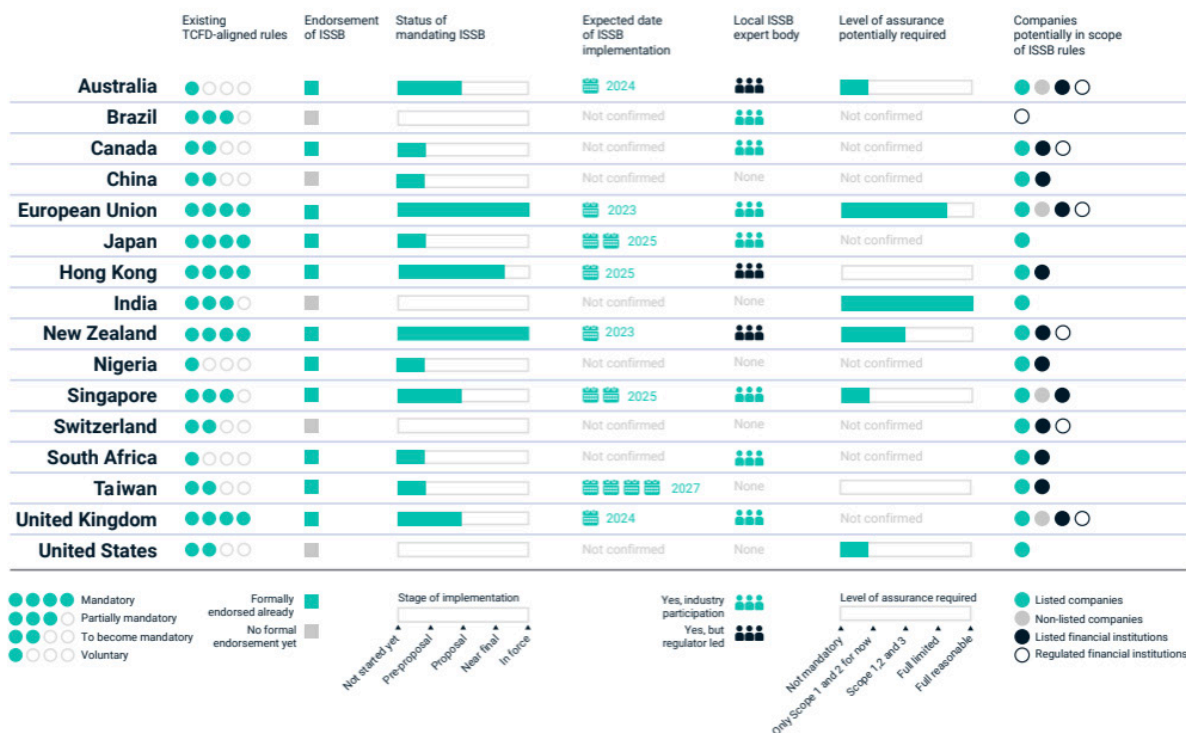 Existing
TCFD-aligned rules
Endorsement
of ISSB
Status of
mandating ISSB
Expected date
of ISSB
implementation
Local ISSB
expert body
Level of assurance
potentially required
Companies
potentially in scope
of ISSB rules
Australia 2024
Brazil Not confirmed Not confirmed
Canada Not confirmed Not confirmed
China Not confirmed None Not confirmed
European Union 2023
Japan 2025 Not confirmed
Hong Kong 2025
India Not confirmed None
New Zealand 2023
Nigeria Not confirmed None Not confirmed
Singapore 2025
Switzerland Not confirmed None Not confirmed
South Africa Not confirmed Not confirmed
Taiwan 2027 None
United Kingdom 2024 Not confirmed
United States Not confirmed None
Mandatory
Partially mandatory
To become mandatory
Voluntary
Formally
endorsed already
No formal
endorsement yet
Stage of implementation
Not started yet
Pre-proposal
Proposal
Near final
In force
Yes, industry
participation
Yes, but
regulator led
Level of assurance required
Not mandatory
Only Scope 1 and 2 for now
Scope 1,2 and 3
Full limited
Full reasonable
Listed companies
Non-listed companies
Listed financial institutions
Regulated financial institutions